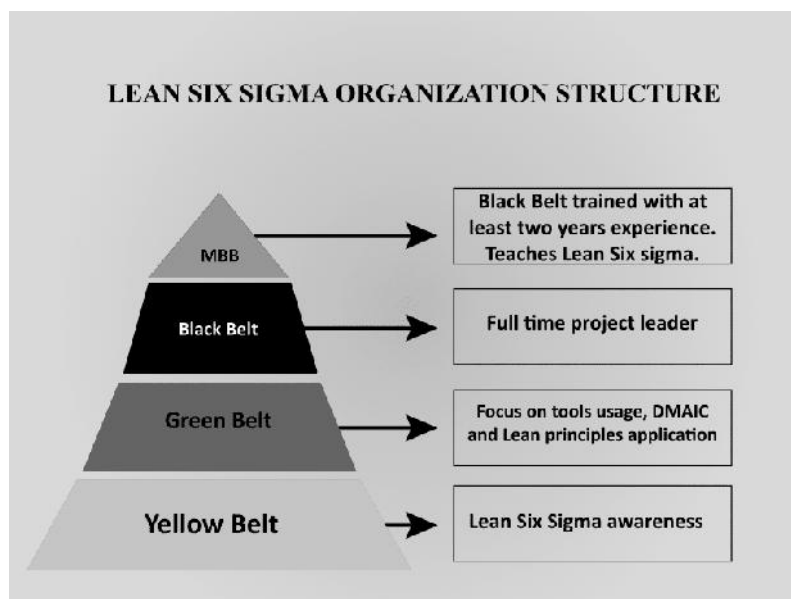 LEAN SIX SIGMA ORGANIZATION STRUCTURE
MBB
Black Belt trained with at
least two years experience.
Teaches Lean Six sigma.
Black Belt
Full time project leader
Green Belt
Focus on tools usage, DMAIC
and Lean principles application
Yellow Belt
Lean Six Sigma awareness